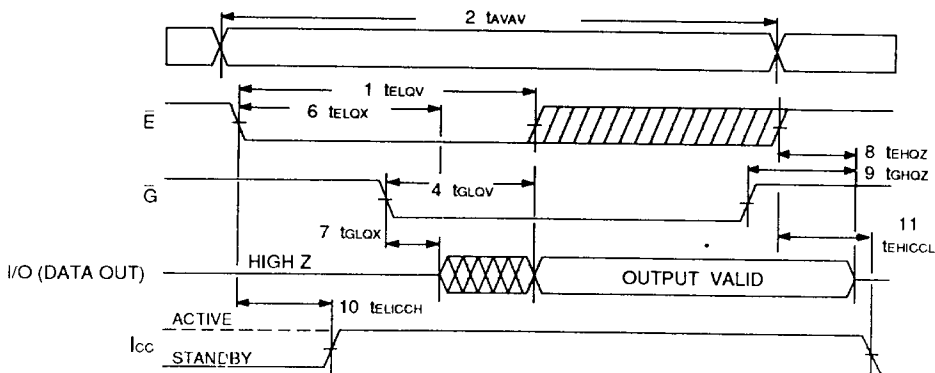 2 tAVAV
1 tELQV
6 tELQX
E
8 tEHQZ
9 tGHQZ
4 tGLQV
G
11
tEHICCL
7 tGLQX
I/O (DATA OUT)
HIGH Z
OUTPUT VALID
10 tELICCH
ACTIVE
ICC
STANDBY